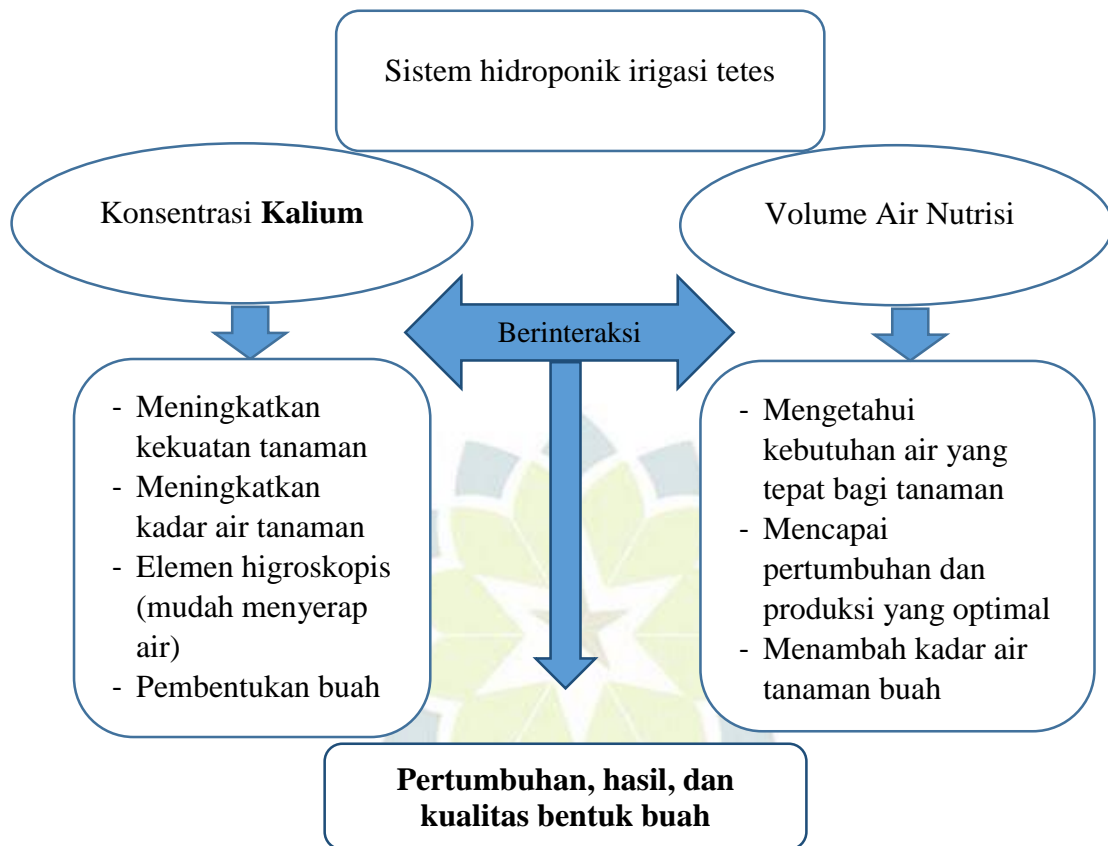 Sistem hidroponik irigasi tetes
Konsentrasi Kalium
Volume Air Nutrisi
Berinteraksi
- Meningkatkan
kekuatan tanaman
- Meningkatkan
kadar air tanaman
- Elemen higroskopis
(mudah menyerap
air)
- Pembentukan buah
- Mengetahui
kebutuhan air yang
tepat bagi tanaman
- Mencapai
pertumbuhan dan
produksi yang optimal
- Menambah kadar air
tanaman buah
Pertumbuhan, hasil, dan
kualitas bentuk buah